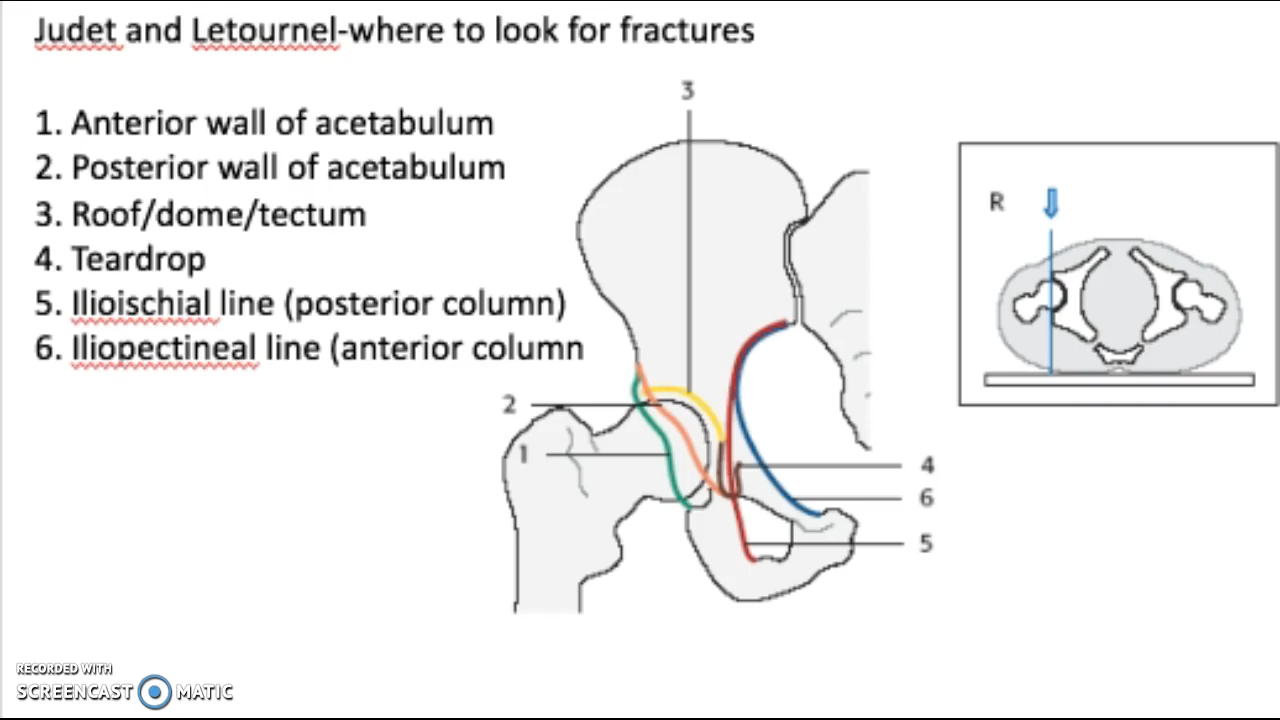 Judet and Letournel-where to look for fractures
1. Anterior wall of acetabulum
2. Posterior wall of acetabulum
3. Roof/dome/tectum
4. Teardrop
5. Ilioischial line (posterior column)
6. Iliopectineal line (anterior column
3
2
1
4
6
5
R
RECORDED WITH
SCREENCAST MATIC